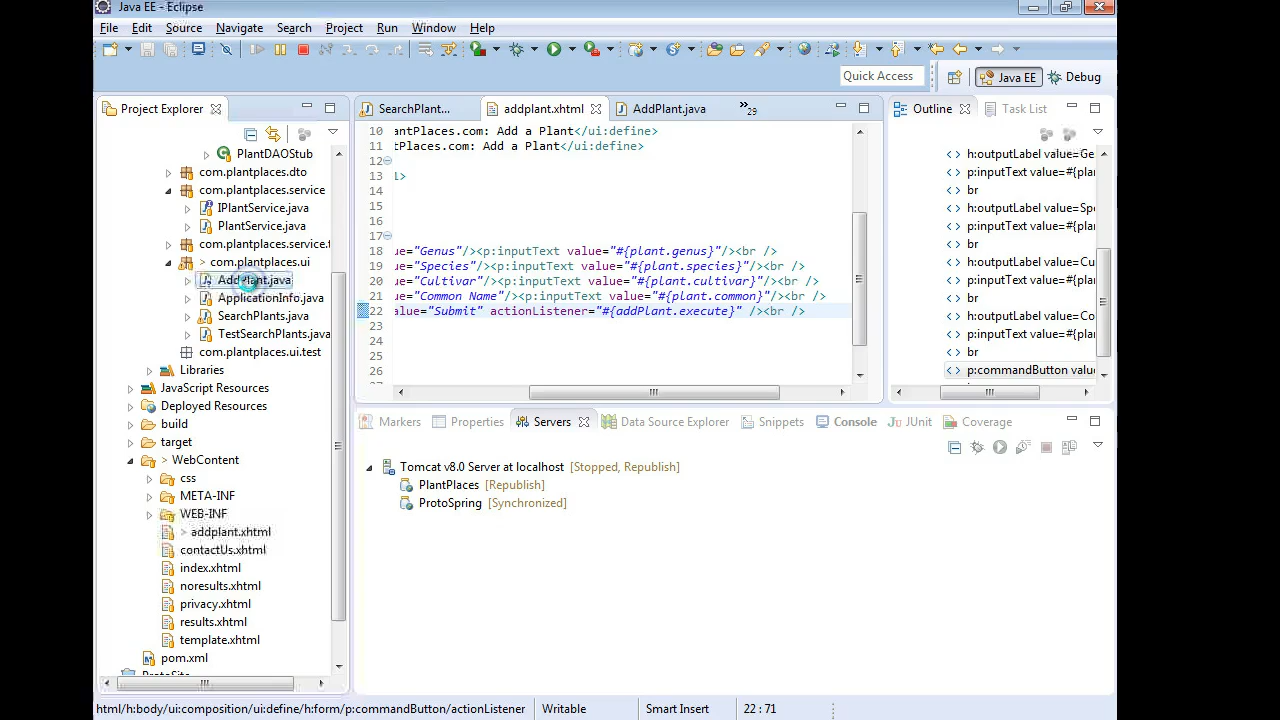 Java EE - Eclipse
File Edit Source Navigate Search Project Run Window Help
Quick Access
Java EE
Debug
Project Explorer
PlantDAOStub
com.plantplaces.dto
com.plantplaces.service
IPlantService.java
PlantService.java
com.plantplaces.service.t
> com.plantplaces.ui
AddPlant.java
ApplicationInfo.java
SearchPlants.java
TestSearchPlants.java
com.plantplaces.ui.test
Libraries
JavaScript Resources
Deployed Resources
build
target
> WebContent
css
META-INF
WEB-INF
> addplant.xhtml
contactUs.xhtml
index.xhtml
noresults.xhtml
privacy.xhtml
results.xhtml
template.xhtml
pom.xml
SearchPlant... addplant.xhtml AddPlant.java »29
10 antPlaces.com: Add a Plant</ui:define>
11 tPlaces.com: Add a Plant</ui:define>
12
13 1>
14
15
16
17
18 ue="Genus"/><p:inputText value="#{plant.genus}"/><br />
19 ue="Species"/><p:inputText value="#{plant.species}"/><br />
20 ue="Cultivar"/><p:inputText value="#{plant.cultivar}"/><br />
21 ue="Common Name"/><p:inputText value="#{plant.common}"/><br />
22 alue="Submit" actionListener="#{addPlant.execute}" /><br />
23
24
25
26
Outline Task List
h:outputLabel value=Ge
p:inputText value=#{plan
br
h:outputLabel value=Spe
p:inputText value=#{plan
br
h:outputLabel value=Cu
p:inputText value=#{plan
br
h:outputLabel value=Co
p:inputText value=#{plan
br
p:commandButton valu
Markers Properties Servers Data Source Explorer Snippets Console JUnit Coverage
Tomcat v8.0 Server at localhost [Stopped, Republish]
PlantPlaces [Republish]
ProtoSpring [Synchronized]
html/h:body/ui:composition/ui:define/h:form/p:commandButton/actionListener Writable Smart Insert 22 : 71